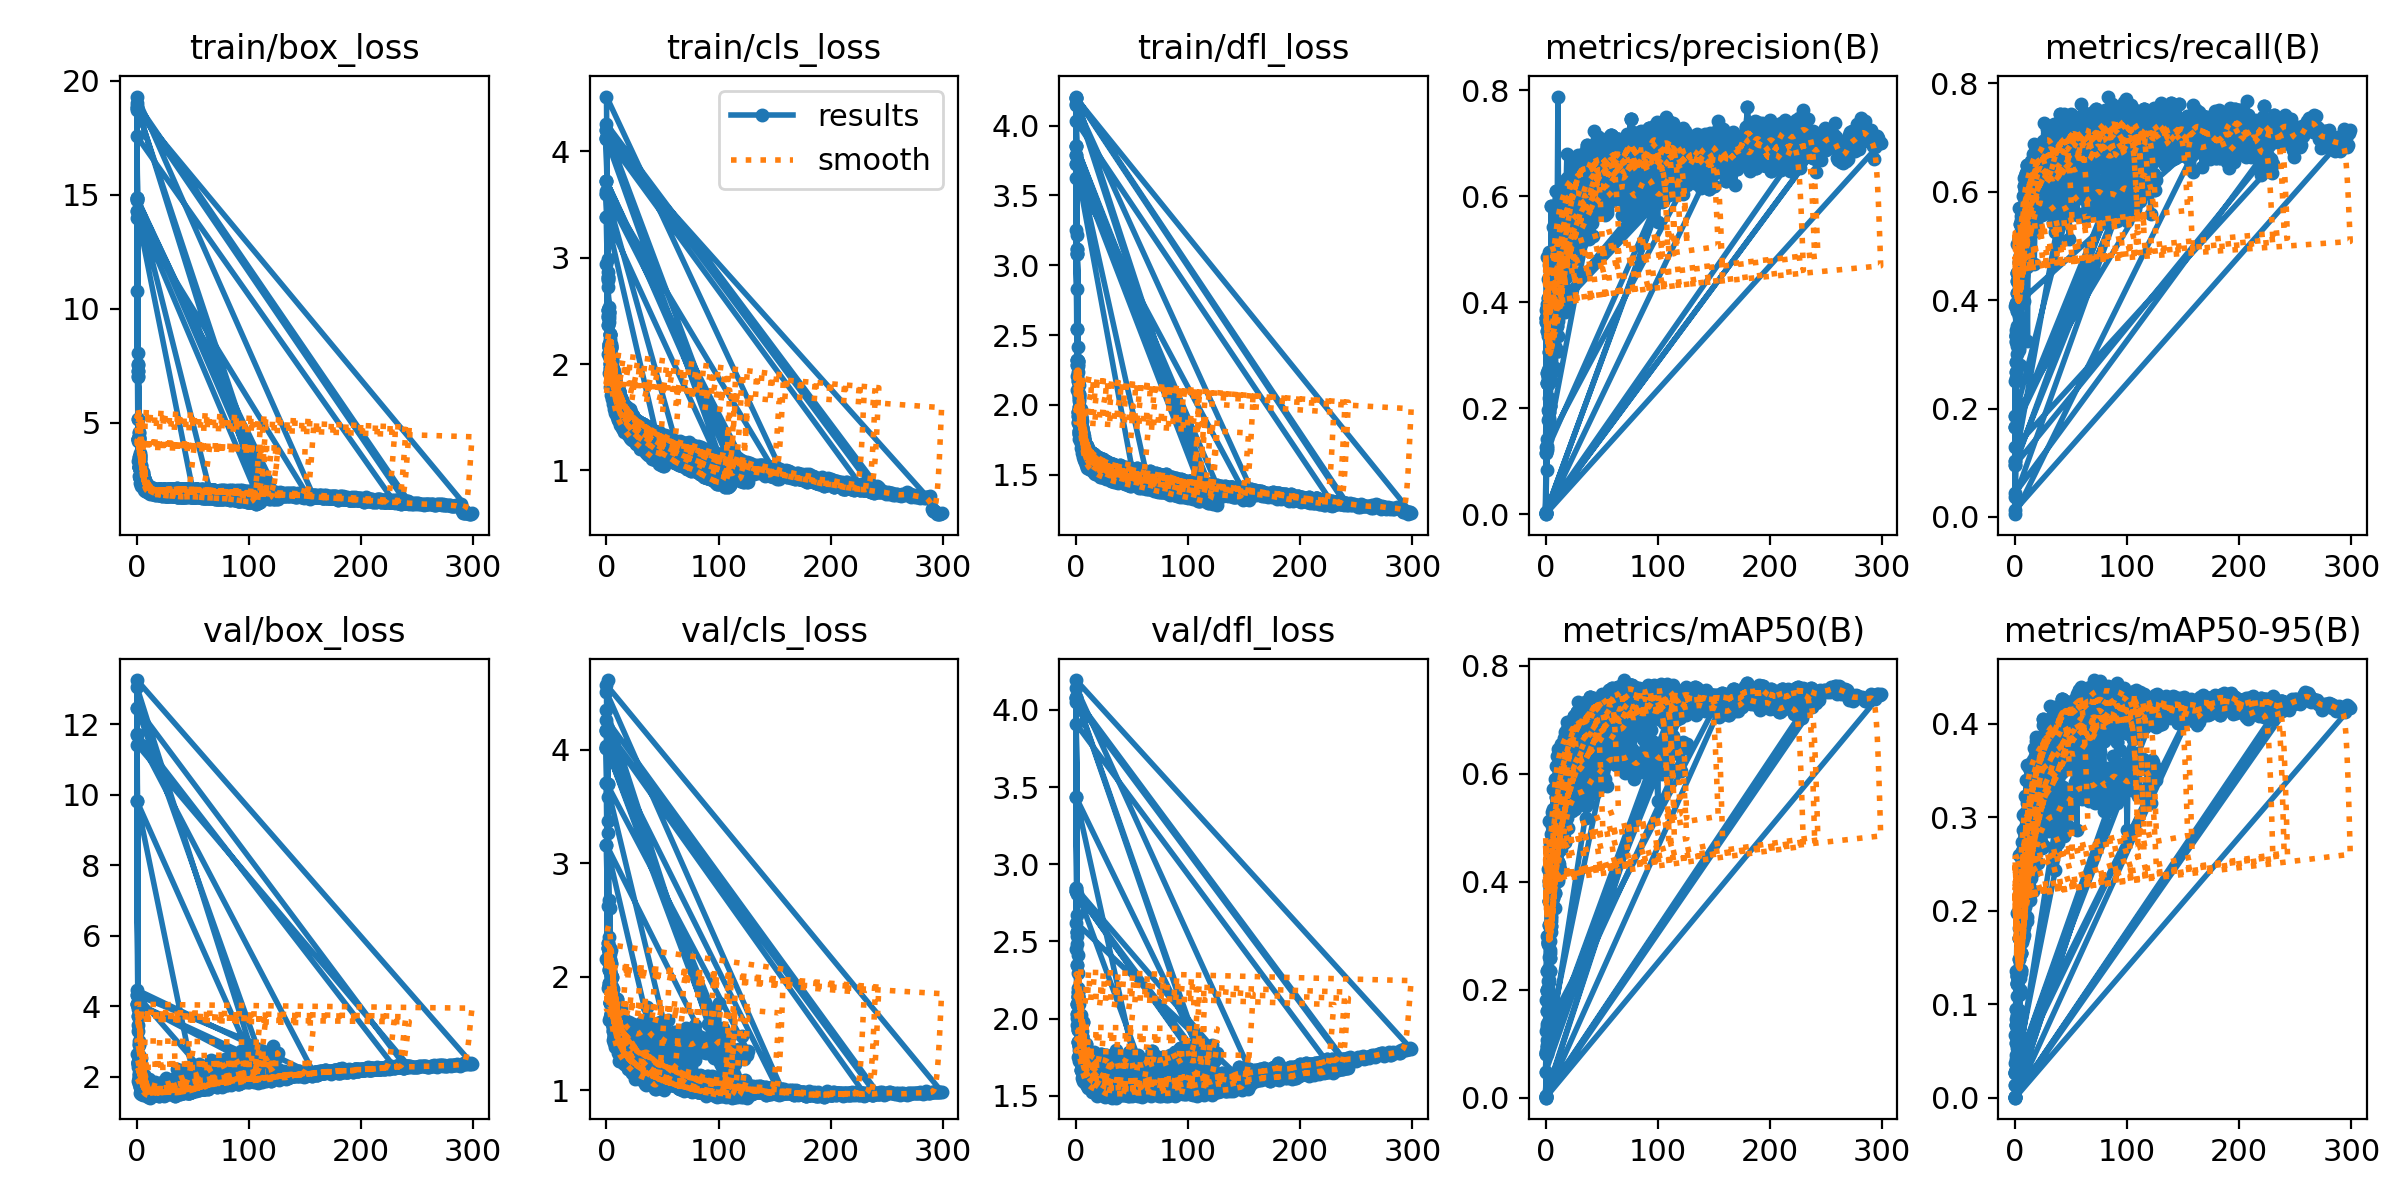 train/box_loss
20
15
10
5
0 100 200 300
train/cls_loss
results
smooth
4
3
2
1
0 100 200 300
train/dfl_loss
4.0
3.5
3.0
2.5
2.0
1.5
0 100 200 300
metrics/precision(B)
0.8
0.6
0.4
0.2
0.0
0 100 200 300
metrics/recall(B)
0.8
0.6
0.4
0.2
0.0
0 100 200 300
val/box_loss
12
10
8
6
4
2
0 100 200 300
val/cls_loss
4
3
2
1
0 100 200 300
val/dfl_loss
4.0
3.5
3.0
2.5
2.0
1.5
0 100 200 300
metrics/mAP50(B)
0.8
0.6
0.4
0.2
0.0
0 100 200 300
metrics/mAP50-95(B)
0.4
0.3
0.2
0.1
0.0
0 100 200 300